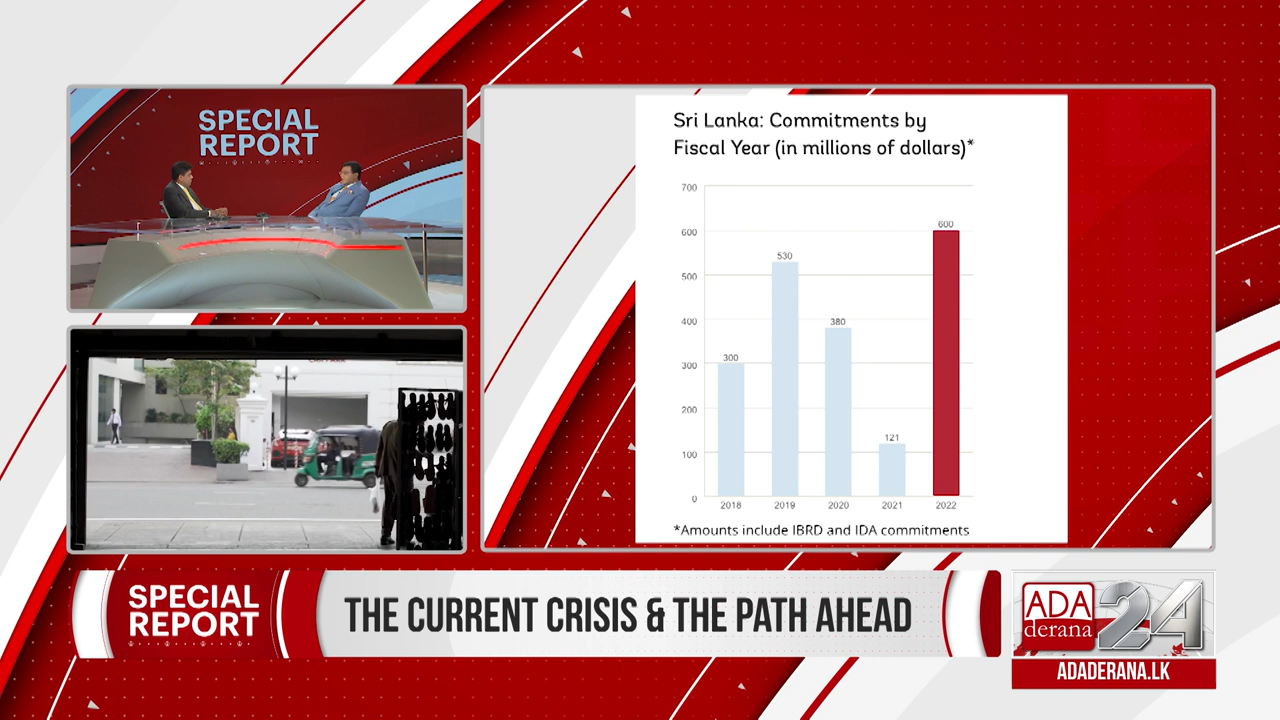 SPECIAL
REPORT
Sri Lanka: Commitments by
Fiscal Year (in millions of dollars)*
700
600
500
400
300
200
100
0
300
530
380
121
600
2018
2019
2020
2021
2022
*Amounts include IBRD and IDA commitments
SPECIAL
REPORT
THE CURRENT CRISIS & THE PATH AHEAD
ADA
derana
24
ADADERANA.LK